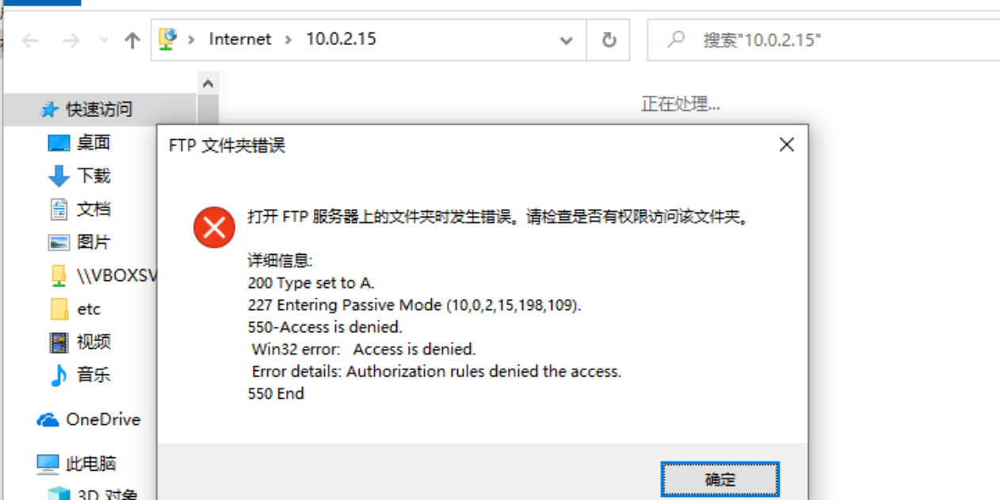 Internet > 10.0.2.15
搜索"10.0.2.15"
正在处理...
快速访问
桌面
下载
文档
图片
\\VBOXSV
etc
视频
音乐
OneDrive
此电脑
3D 对象
FTP 文件夹错误
打开 FTP 服务器上的文件夹时发生错误。请检查是否有权限访问该文件夹。
详细信息:
200 Type set to A.
227 Entering Passive Mode (10,0,2,15,198,109).
550-Access is denied.
Win32 error:   Access is denied.
Error details: Authorization rules denied the access.
550 End
确定